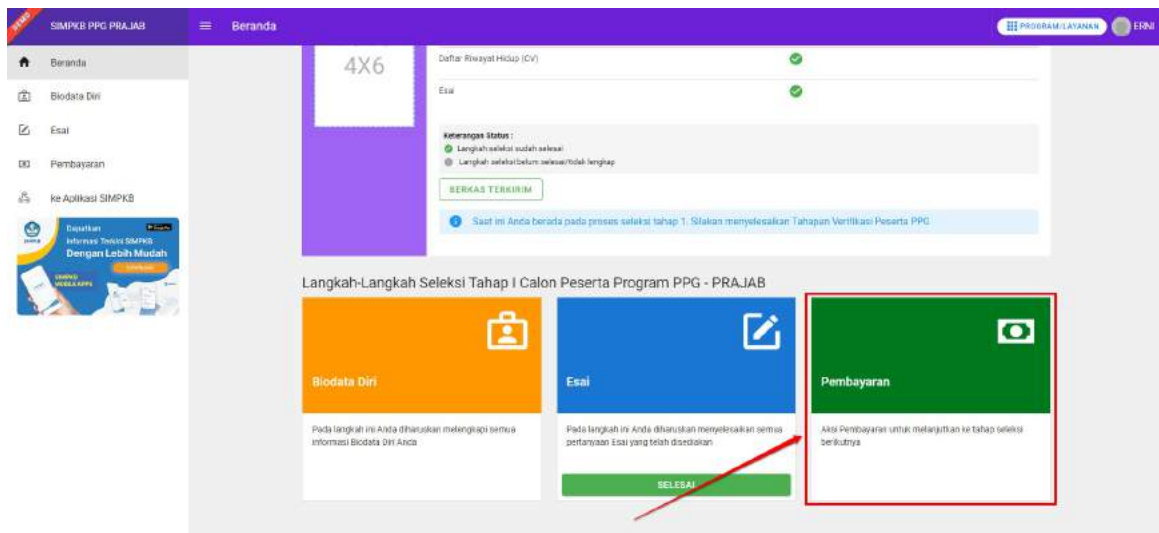 DEMO
SIMPKB PPG PRAJAB
Beranda
PROGRAM/LAYANAN
ERNI
Beranda
Biodata Diri
Esai
Pembayaran
ke Aplikasi SIMPKB
Dapatkan
Informasi Terkini SIMPKB
Dengan Lebih Mudah
SIMPKB
MOBILE APPS
4X6
Daftar Riwayat Hidup (CV)
Esai
Keterangan Status :
Langkah seleksi sudah selesai
Langkah seleksi belum selesai/tidak lengkap
BERKAS TERKIRIM
Saat ini Anda berada pada proses seleksi tahap 1. Silakan menyelesaikan Tahapan Verifikasi Peserta PPG
Langkah-Langkah Seleksi Tahap I Calon Peserta Program PPG - PRAJAB
Biodata Diri
Pada langkah ini Anda diharuskan melengkapi semua
informasi Biodata Diri Anda
Esai
Pada langkah ini Anda diharuskan menyelesaikan semua
pertanyaan Esai yang telah disediakan
SELESAI
Pembayaran
Aksi Pembayaran untuk melanjutkan ke tahap seleksi
berikutnya